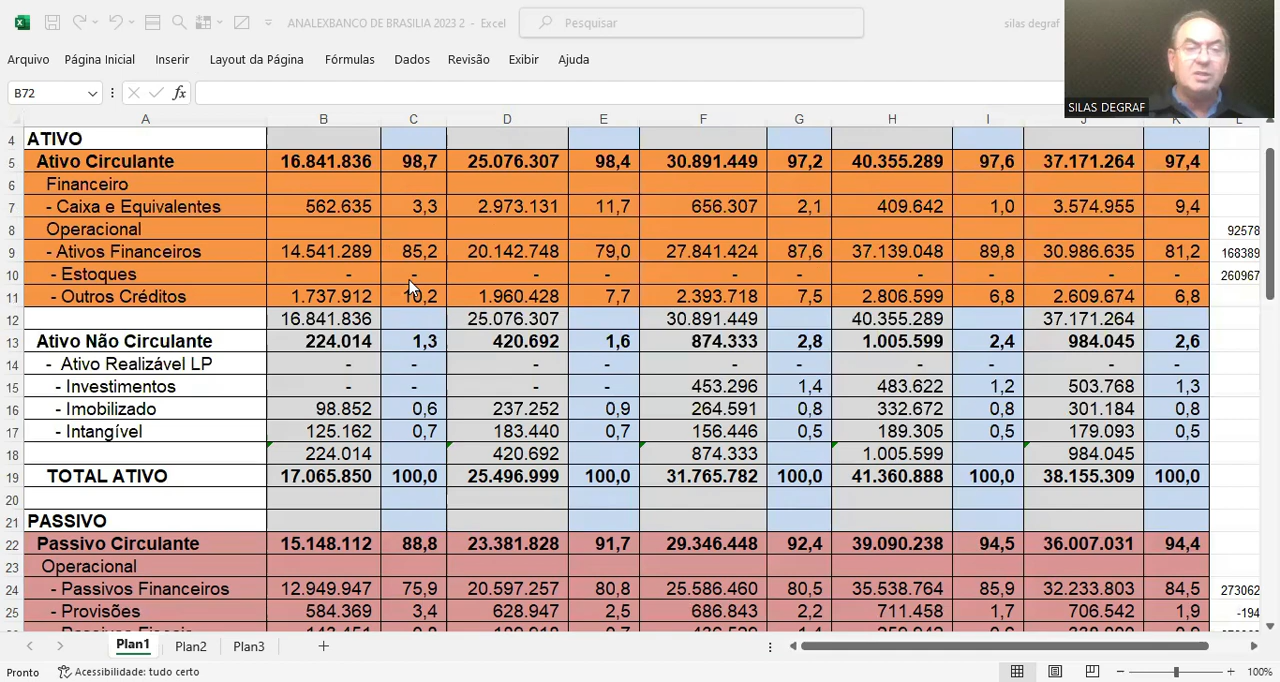 ANALEXBANCO DE BRASILIA 2023 2 - Excel Pesquisar silas degraf
Arquivo Página Inicial Inserir Layout da Página Fórmulas Dados Revisão Exibir Ajuda
SILAS DEGRAF
B72 fx
A B C D E F G H I J K L
4 ATIVO
5 Ativo Circulante 16.841.836 98,7 25.076.307 98,4 30.891.449 97,2 40.355.289 97,6 37.171.264 97,4
6 Financeiro
7 - Caixa e Equivalentes 562.635 3,3 2.973.131 11,7 656.307 2,1 409.642 1,0 3.574.955 9,4
8 Operacional 92578
9 - Ativos Financeiros 14.541.289 85,2 20.142.748 79,0 27.841.424 87,6 37.139.048 89,8 30.986.635 81,2 168389
10 - Estoques - - - - - - - - - - 260967
11 - Outros Créditos 1.737.912 10,2 1.960.428 7,7 2.393.718 7,5 2.806.599 6,8 2.609.674 6,8
12 16.841.836 25.076.307 30.891.449 40.355.289 37.171.264
13 Ativo Não Circulante 224.014 1,3 420.692 1,6 874.333 2,8 1.005.599 2,4 984.045 2,6
14 - Ativo Realizável LP - - - - - - - - - -
15 - Investimentos - - - - 453.296 1,4 483.622 1,2 503.768 1,3
16 - Imobilizado 98.852 0,6 237.252 0,9 264.591 0,8 332.672 0,8 301.184 0,8
17 - Intangível 125.162 0,7 183.440 0,7 156.446 0,5 189.305 0,5 179.093 0,5
18 224.014 420.692 874.333 1.005.599 984.045
19 TOTAL ATIVO 17.065.850 100,0 25.496.999 100,0 31.765.782 100,0 41.360.888 100,0 38.155.309 100,0
20
21 PASSIVO
22 Passivo Circulante 15.148.112 88,8 23.381.828 91,7 29.346.448 92,4 39.090.238 94,5 36.007.031 94,4
23 Operacional
24 - Passivos Financeiros 12.949.947 75,9 20.597.257 80,8 25.586.460 80,5 35.538.764 85,9 32.233.803 84,5 273062
25 - Provisões 584.369 3,4 628.947 2,5 686.843 2,2 711.458 1,7 706.542 1,9 -194
Plan1 Plan2 Plan3
Pronto Acessibilidade: tudo certo 100%